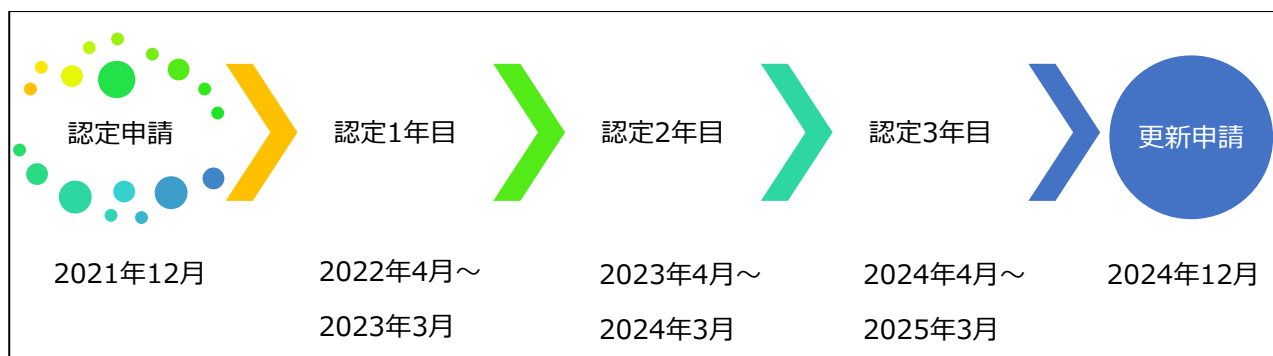 認定申請
認定1年目
認定2年目
認定3年目
更新申請
2021年12月
2022年4月～
2023年3月
2023年4月～
2024年3月
2024年4月～
2025年3月
2024年12月